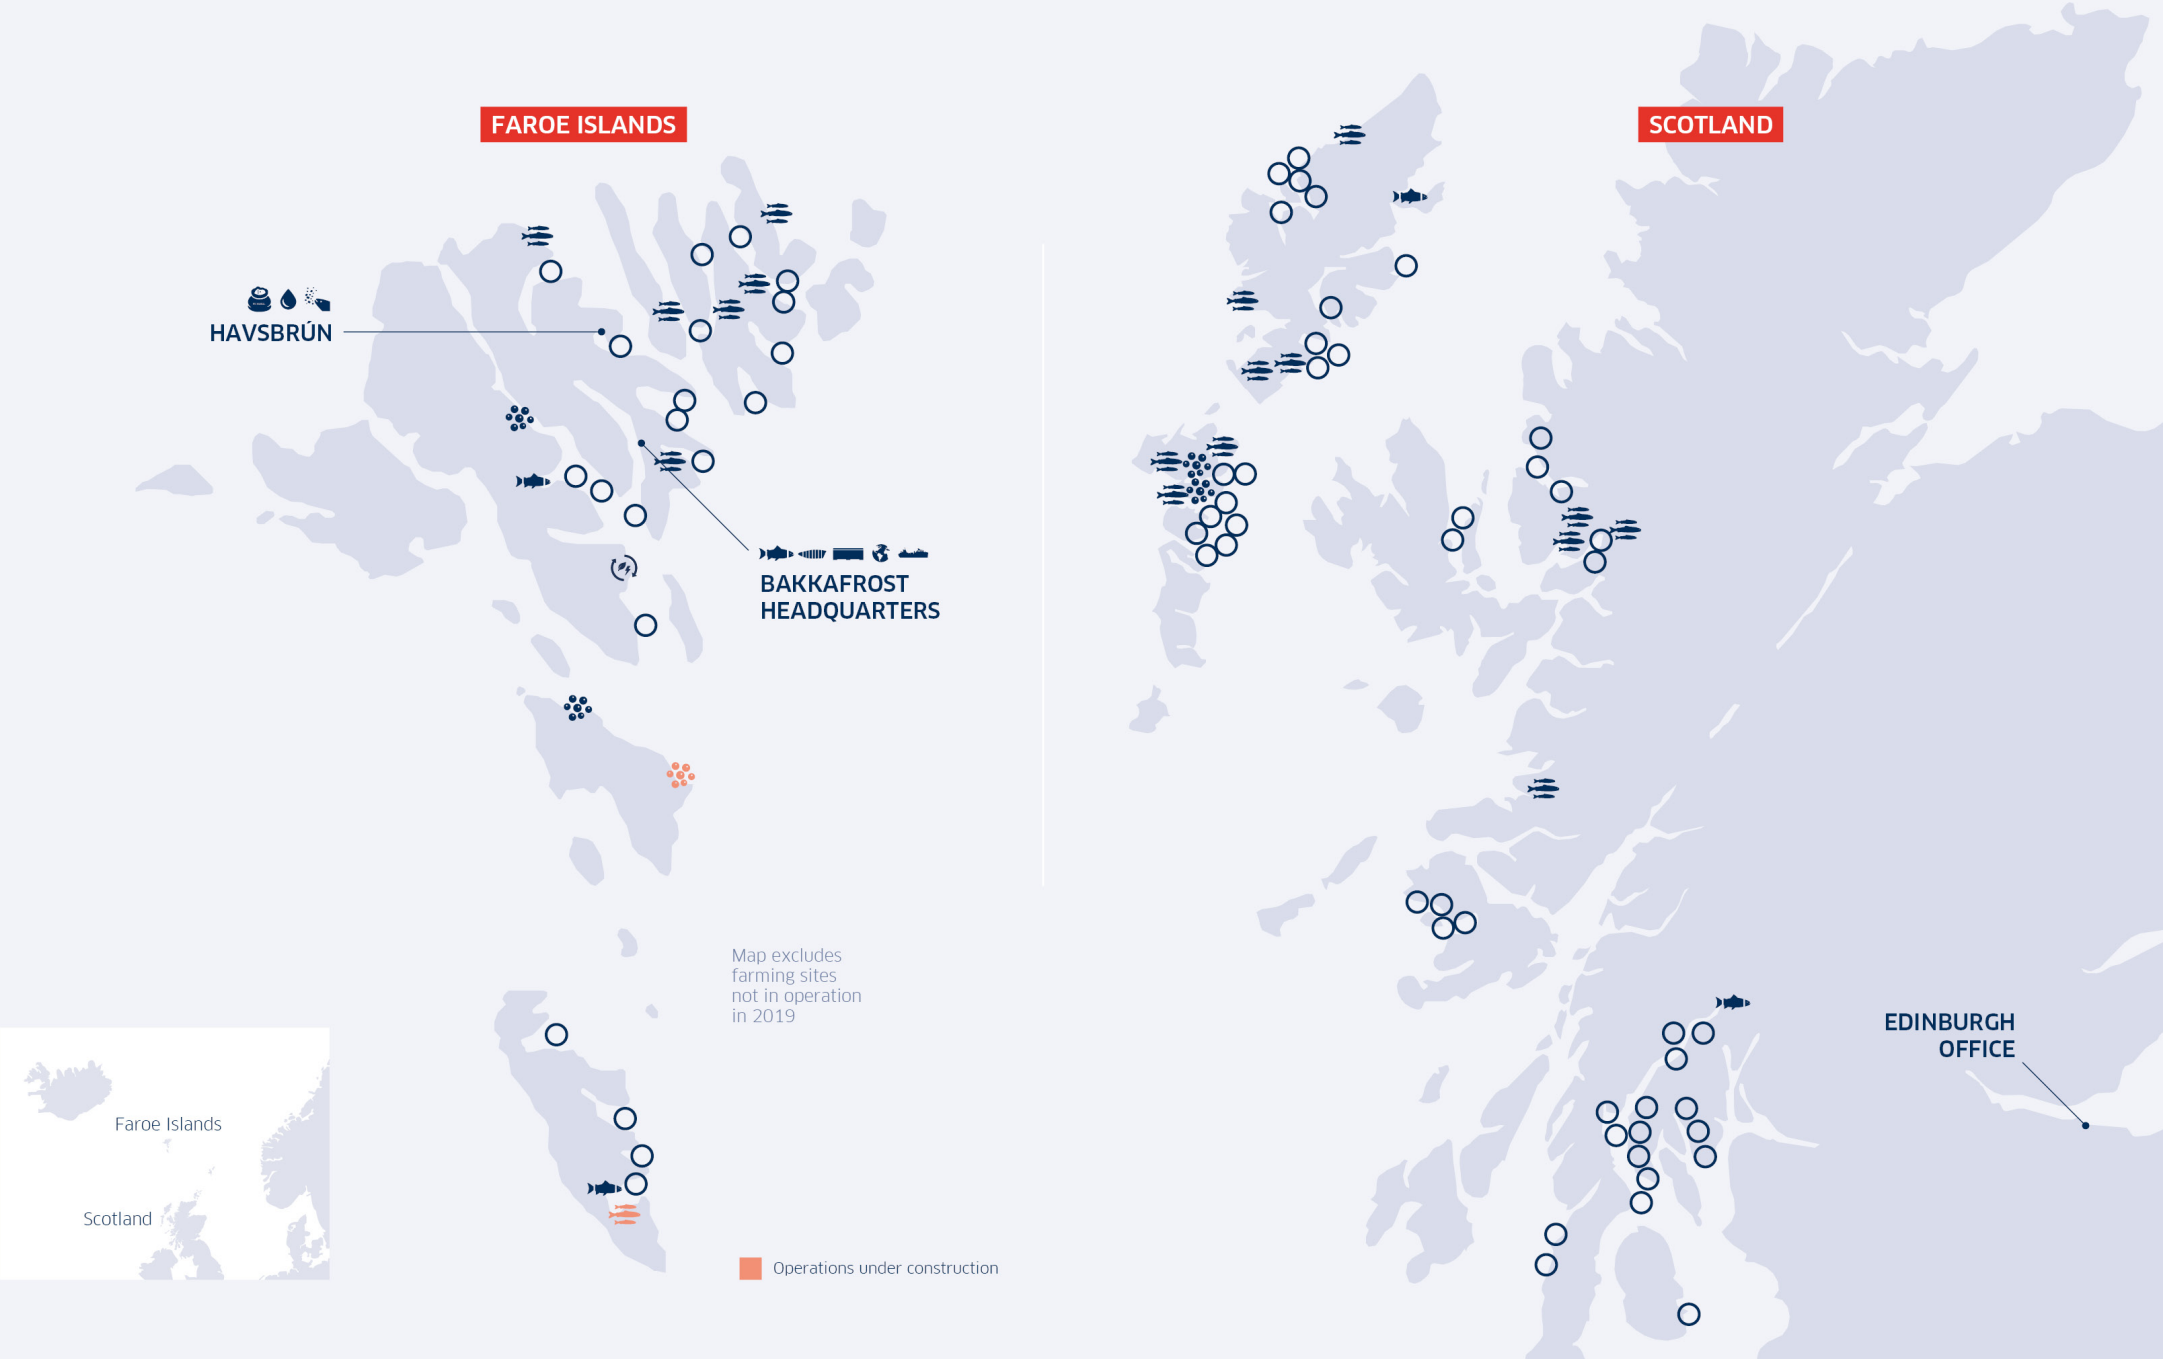 FAROE ISLANDS
SCOTLAND
HAVSBRÚN
BAKKAFROST
HEADQUARTERS
Map excludes
farming sites
not in operation
in 2019
EDINBURGH
OFFICE
Faroe Islands
Scotland
Operations under construction